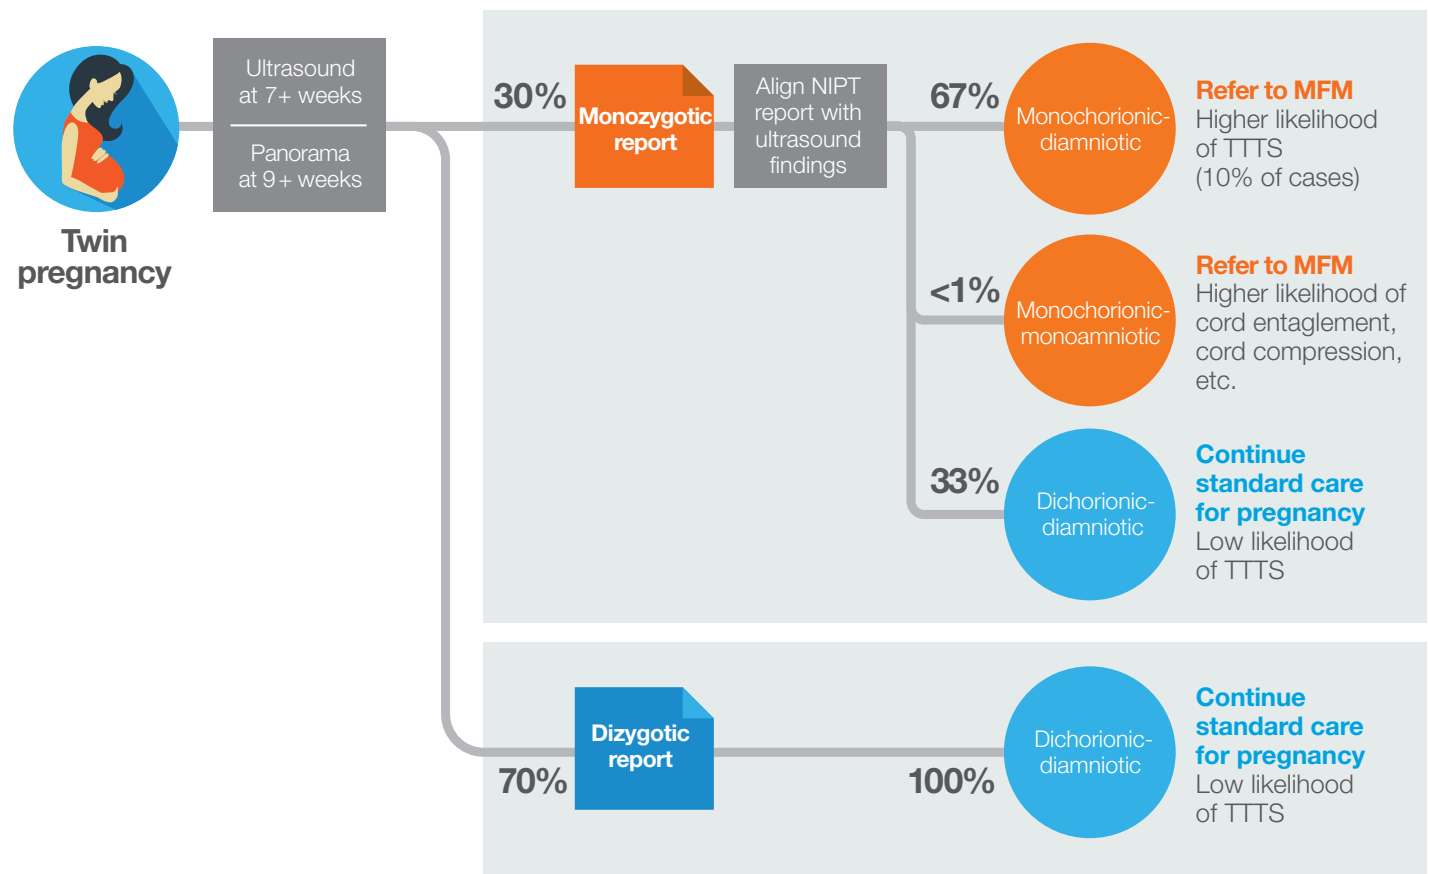 Twin
pregnancy
Ultrasound
at 7+ weeks
Panorama
at 9+ weeks
30%
Monozygotic
report
Align NIPT
report with
ultrasound
findings
67%
Monochorionic-
diamniotic
Refer to MFM
Higher likelihood
of TTTS
(10% of cases)
<1%
Monochorionic-
monoamniotic
Refer to MFM
Higher likelihood of
cord entaglement,
cord compression,
etc.
33%
Dichorionic-
diamniotic
Continue
standard care
for pregnancy
Low likelihood
of TTTS
70%
Dizygotic
report
100%
Dichorionic-
diamniotic
Continue
standard care
for pregnancy
Low likelihood
of TTTS